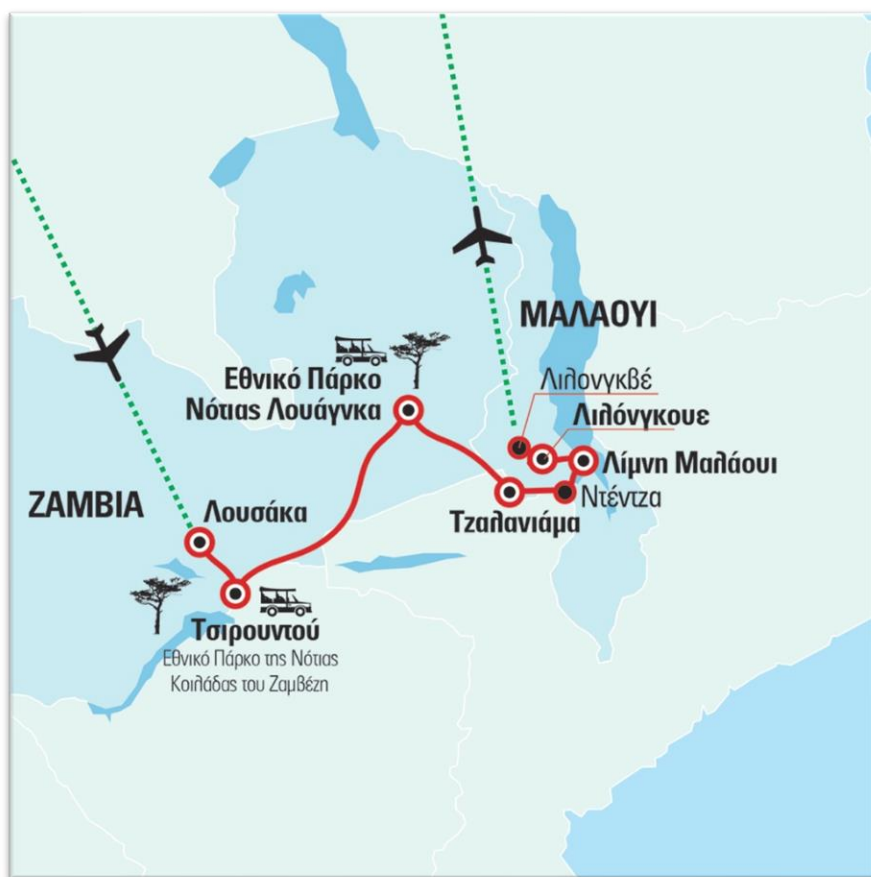 ΜΑΛΑΟΥΙ
Λιλονγκβέ
Εθνικό Πάρκο
Νότιας Λουάγνκα
Λιλόνγκουε
Λίμνη Μαλάουι
Ντέντζα
Τζαλανιάμα
ΖΑΜΒΙΑ
Λουσάκα
Τσιρουντού
Εθνικό Πάρκο της Νότιας
Κοιλάδας του Ζαμβέζη